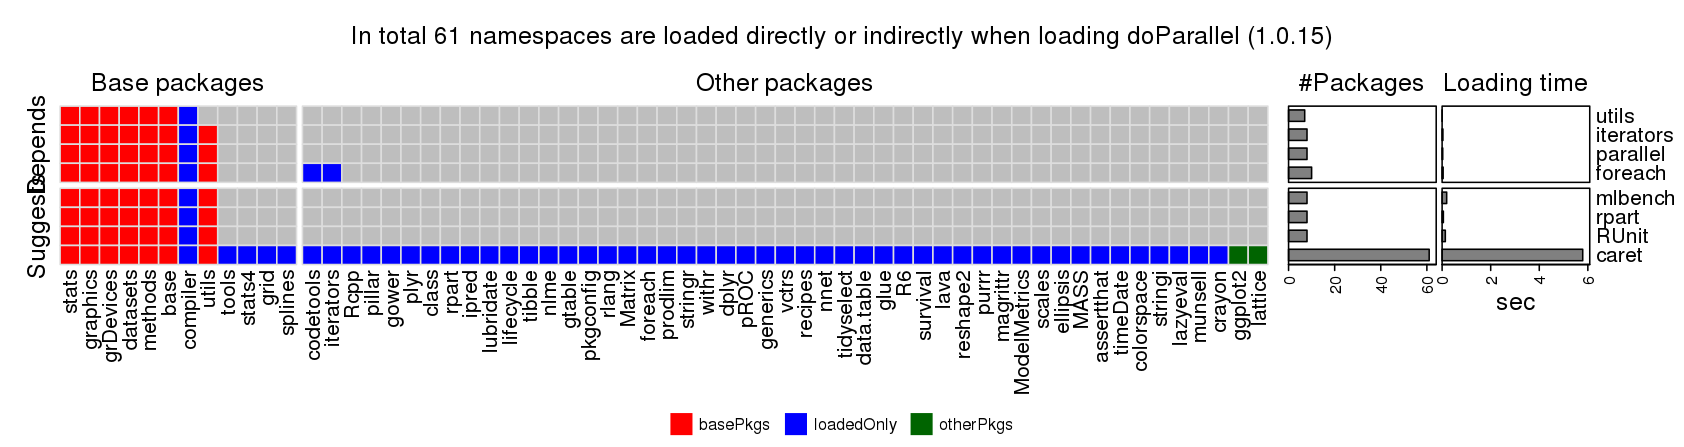 In total 61 namespaces are loaded directly or indirectly when loading doParallel (1.0.15)
Base packages
Other packages
#Packages
Loading time
Depends
Suggests
utils
iterators
parallel
foreach
mlbench
rpart
RUnit
caret
stats
graphics
grDevices
datasets
methods
base
compiler
utils
tools
stats4
grid
splines
codetools
iterators
Rcpp
pillar
gower
plyr
class
rpart
ipred
lubridate
lifecycle
tibble
nlme
gtable
pkgconfig
rlang
Matrix
foreach
prodlim
stringr
withr
dplyr
pROC
generics
vctrs
recipes
nnet
tidyselect
data.table
glue
R6
survival
lava
reshape2
purrr
magrittr
ModelMetrics
scales
ellipsis
MASS
assertthat
timeDate
colorspace
stringi
lazyeval
munsell
crayon
ggplot2
lattice
0 20 40 60
0 2 4 6
sec
basePkgs loadedOnly otherPkgs